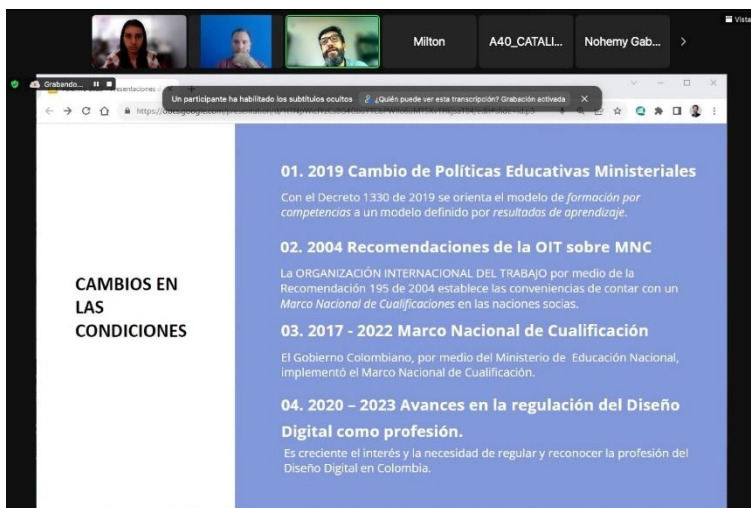 Vista
Milton
A40_CATALI...
Nohemy Gab...
Grabando...
Un participante ha habilitado los subtítulos ocultos ¿Quién puede ver esta transcripción? Grabación activada
CAMBIOS EN
LAS
CONDICIONES
01. 2019 Cambio de Políticas Educativas Ministeriales
Con el Decreto 1330 de 2019 se orienta el modelo de formación por
competencias a un modelo definido por resultados de aprendizaje.
02. 2004 Recomendaciones de la OIT sobre MNC
La ORGANIZACIÓN INTERNACIONAL DEL TRABAJO por medio de la
Recomendación 195 de 2004 establece las conveniencias de contar con un
Marco Nacional de Cualificaciones en las naciones socias.
03. 2017 - 2022 Marco Nacional de Cualificación
El Gobierno Colombiano, por medio del Ministerio de Educación Nacional,
implementó el Marco Nacional de Cualificación.
04. 2020 – 2023 Avances en la regulación del Diseño
Digital como profesión.
Es creciente el interés y la necesidad de regular y reconocer la profesión del
Diseño Digital en Colombia.